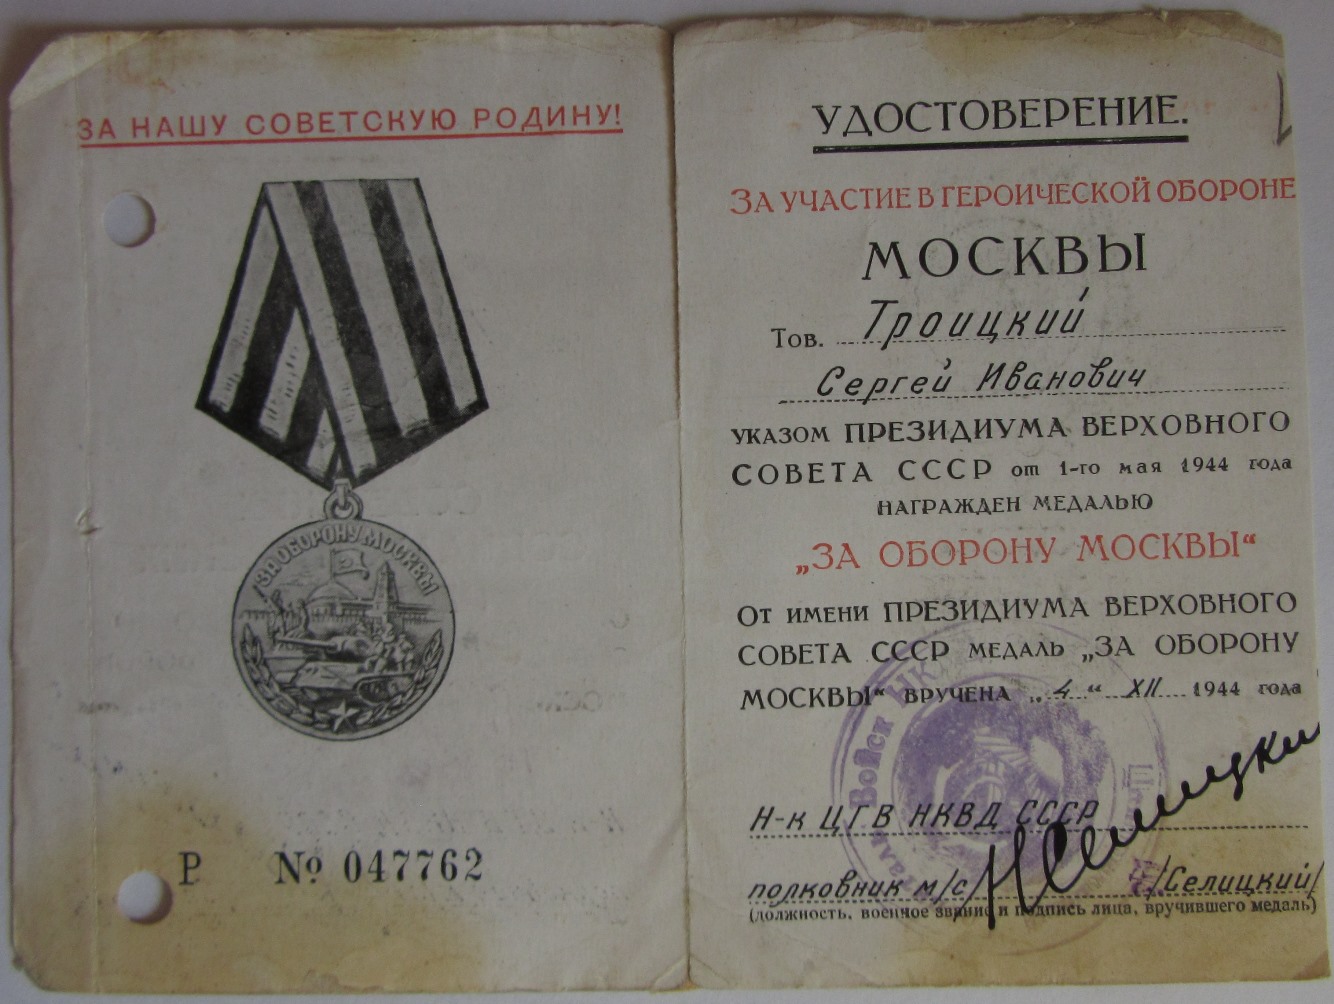 ЗА НАШУ СОВЕТСКУЮ РОДИНУ!
ЗА ОБОРОНУ МОСКВЫ
Р № 047762
УДОСТОВЕРЕНИЕ.
ЗА УЧАСТИЕ В ГЕРОИЧЕСКОЙ ОБОРОНЕ
МОСКВЫ
Тов. Троицкий
Сергей Иванович
УКАЗОМ ПРЕЗИДИУМА ВЕРХОВНОГО
СОВЕТА СССР от 1-го мая 1944 года
НАГРАЖДЕН МЕДАЛЬЮ
„ЗА ОБОРОНУ МОСКВЫ“
От имени ПРЕЗИДИУМА ВЕРХОВНОГО
СОВЕТА СССР МЕДАЛЬ „ЗА ОБОРОНУ
МОСКВЫ“ ВРУЧЕНА „4“ XII 1944 года
Войск НК
Н-к ЦГВ НКВД СССР
полковник м/с /Селицкий/
(должность, военное звание и подпись лица, вручившего медаль)